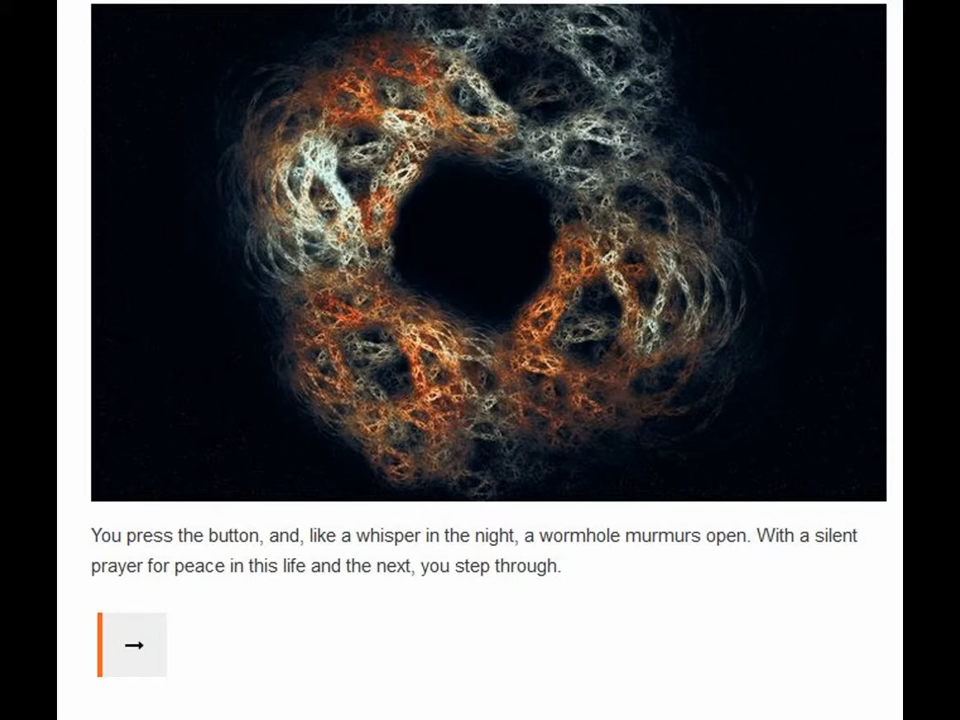 You press the button, and, like a whisper in the night, a wormhole murmurs open. With a silent
prayer for peace in this life and the next, you step through.